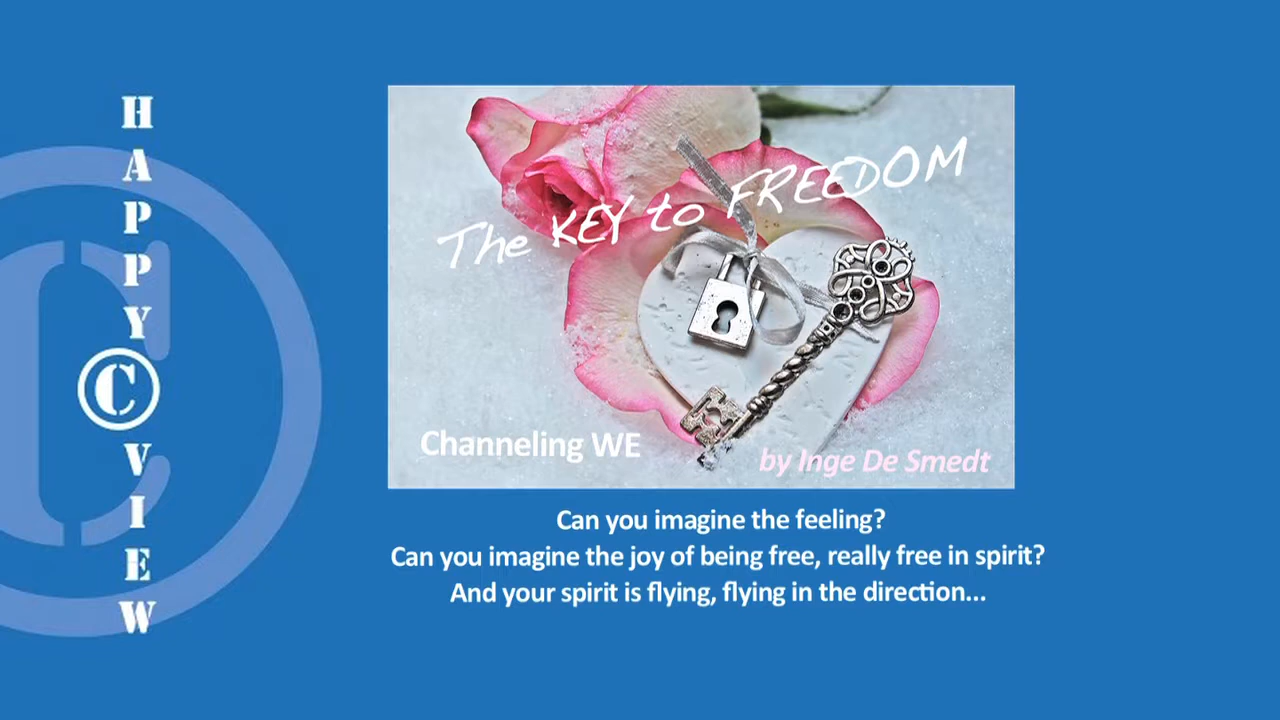 HAPPY
©
VIEW
The KEY to FREEDOM
Channeling WE
by Inge De Smedt
Can you imagine the feeling?
Can you imagine the joy of being free, really free in spirit?
And your spirit is flying, flying in the direction...